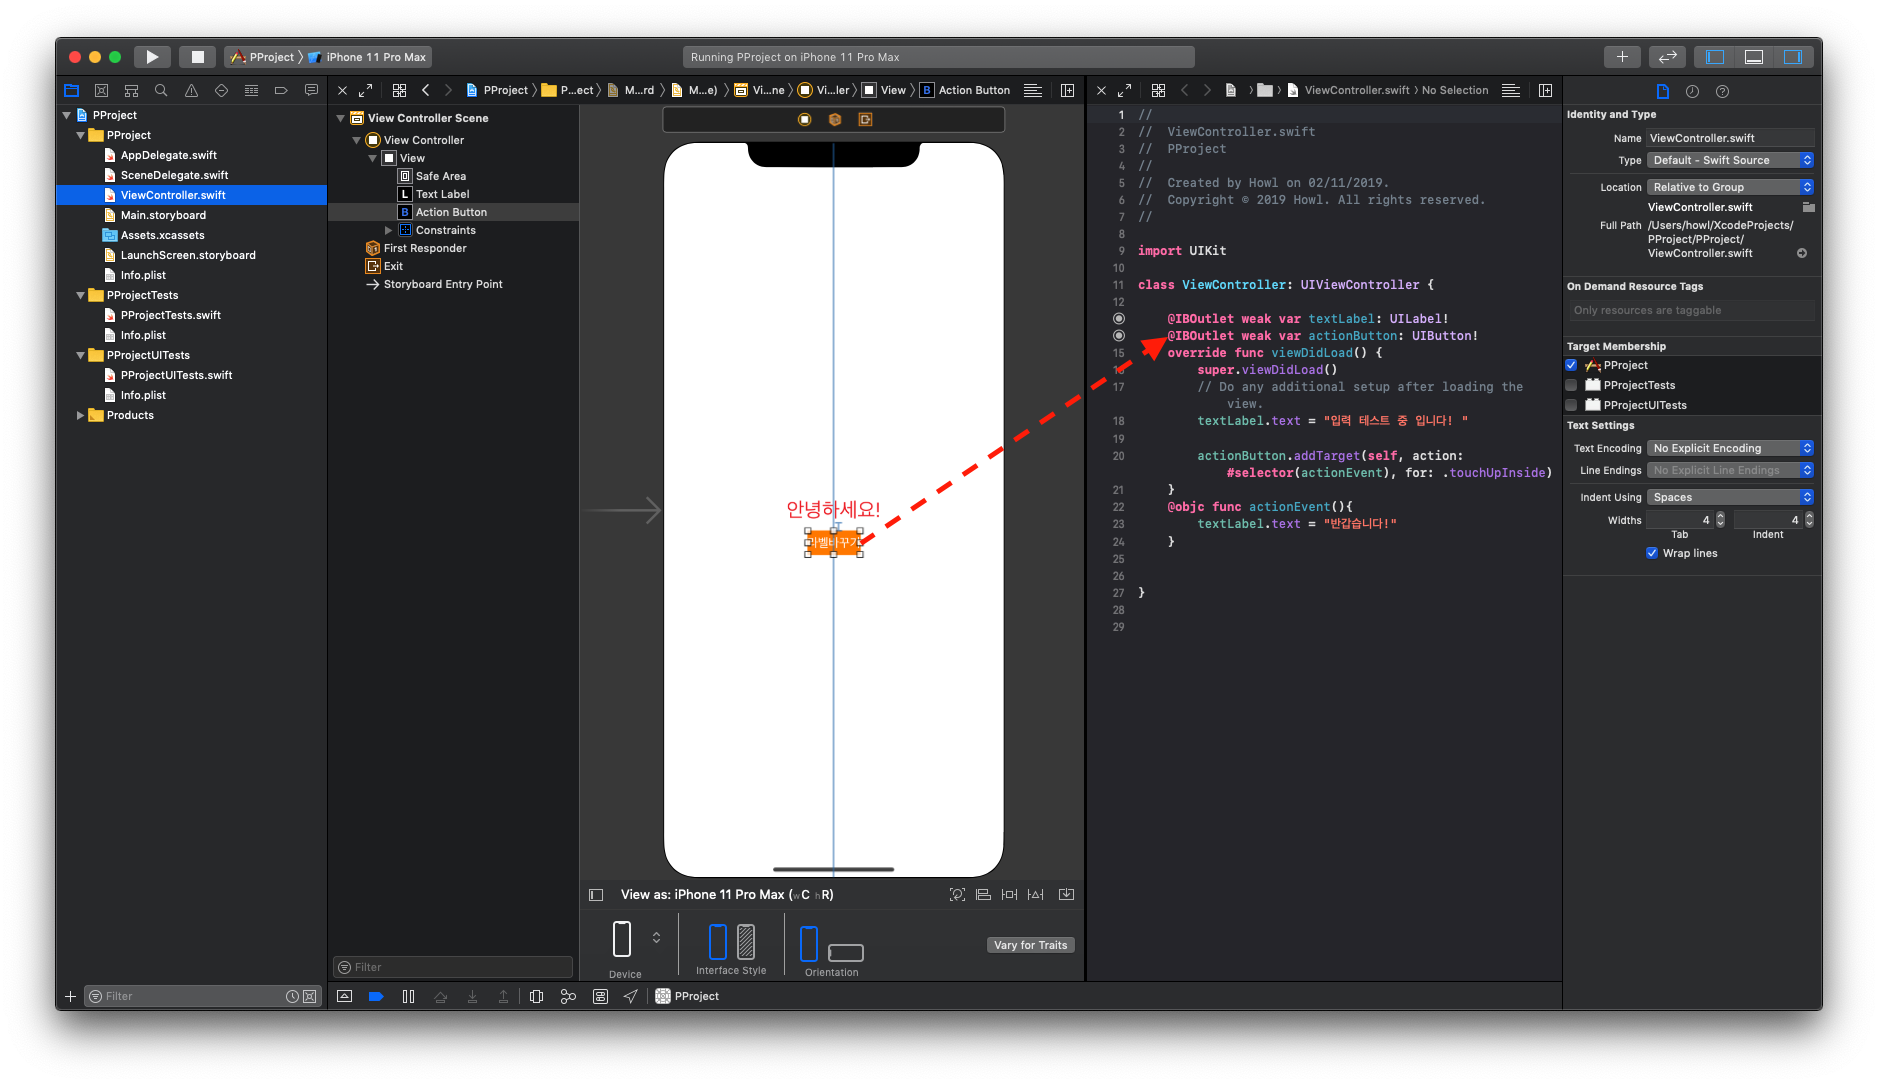 PProject 〉 iPhone 11 Pro Max
Running PProject on iPhone 11 Pro Max
PProject
PProject
AppDelegate.swift
SceneDelegate.swift
ViewController.swift
Main.storyboard
Assets.xcassets
LaunchScreen.storyboard
Info.plist
PProjectTests
PProjectTests.swift
Info.plist
PProjectUITests
PProjectUITests.swift
Info.plist
Products
Filter
PProject 〉 P...ect 〉 M...rd 〉 M...e) 〉 Vi...ne 〉 Vi...ler 〉 View 〉 B Action Button
View Controller Scene
View Controller
View
Safe Area
L Text Label
B Action Button
Constraints
First Responder
Exit
Storyboard Entry Point
Filter
안녕하세요!
라벨바꾸기
View as: iPhone 11 Pro Max (wC hR)
Device
Interface Style
Orientation
Vary for Traits
PProject
ViewController.swift 〉 No Selection
1 //
2 // ViewController.swift
3 // PProject
4 //
5 // Created by Howl on 02/11/2019.
6 // Copyright © 2019 Howl. All rights reserved.
7 //
8
9 import UIKit
10
11 class ViewController: UIViewController {
12
@IBOutlet weak var textLabel: UILabel!
@IBOutlet weak var actionButton: UIButton!
15 override func viewDidLoad() {
16 super.viewDidLoad()
17 // Do any additional setup after loading the
view.
18 textLabel.text = "입력 테스트 중 입니다! "
19
20 actionButton.addTarget(self, action:
#selector(actionEvent), for: .touchUpInside)
21 }
22 @objc func actionEvent(){
23 textLabel.text = "반갑습니다!"
24 }
25
26
27 }
28
29
Identity and Type
Name ViewController.swift
Type Default - Swift Source
Location Relative to Group
ViewController.swift
Full Path /Users/howl/XcodeProjects/
PProject/PProject/
ViewController.swift
On Demand Resource Tags
Only resources are taggable
Target Membership
PProject
PProjectTests
PProjectUITests
Text Settings
Text Encoding No Explicit Encoding
Line Endings No Explicit Line Endings
Indent Using Spaces
Widths 4 4
Tab Indent
Wrap lines